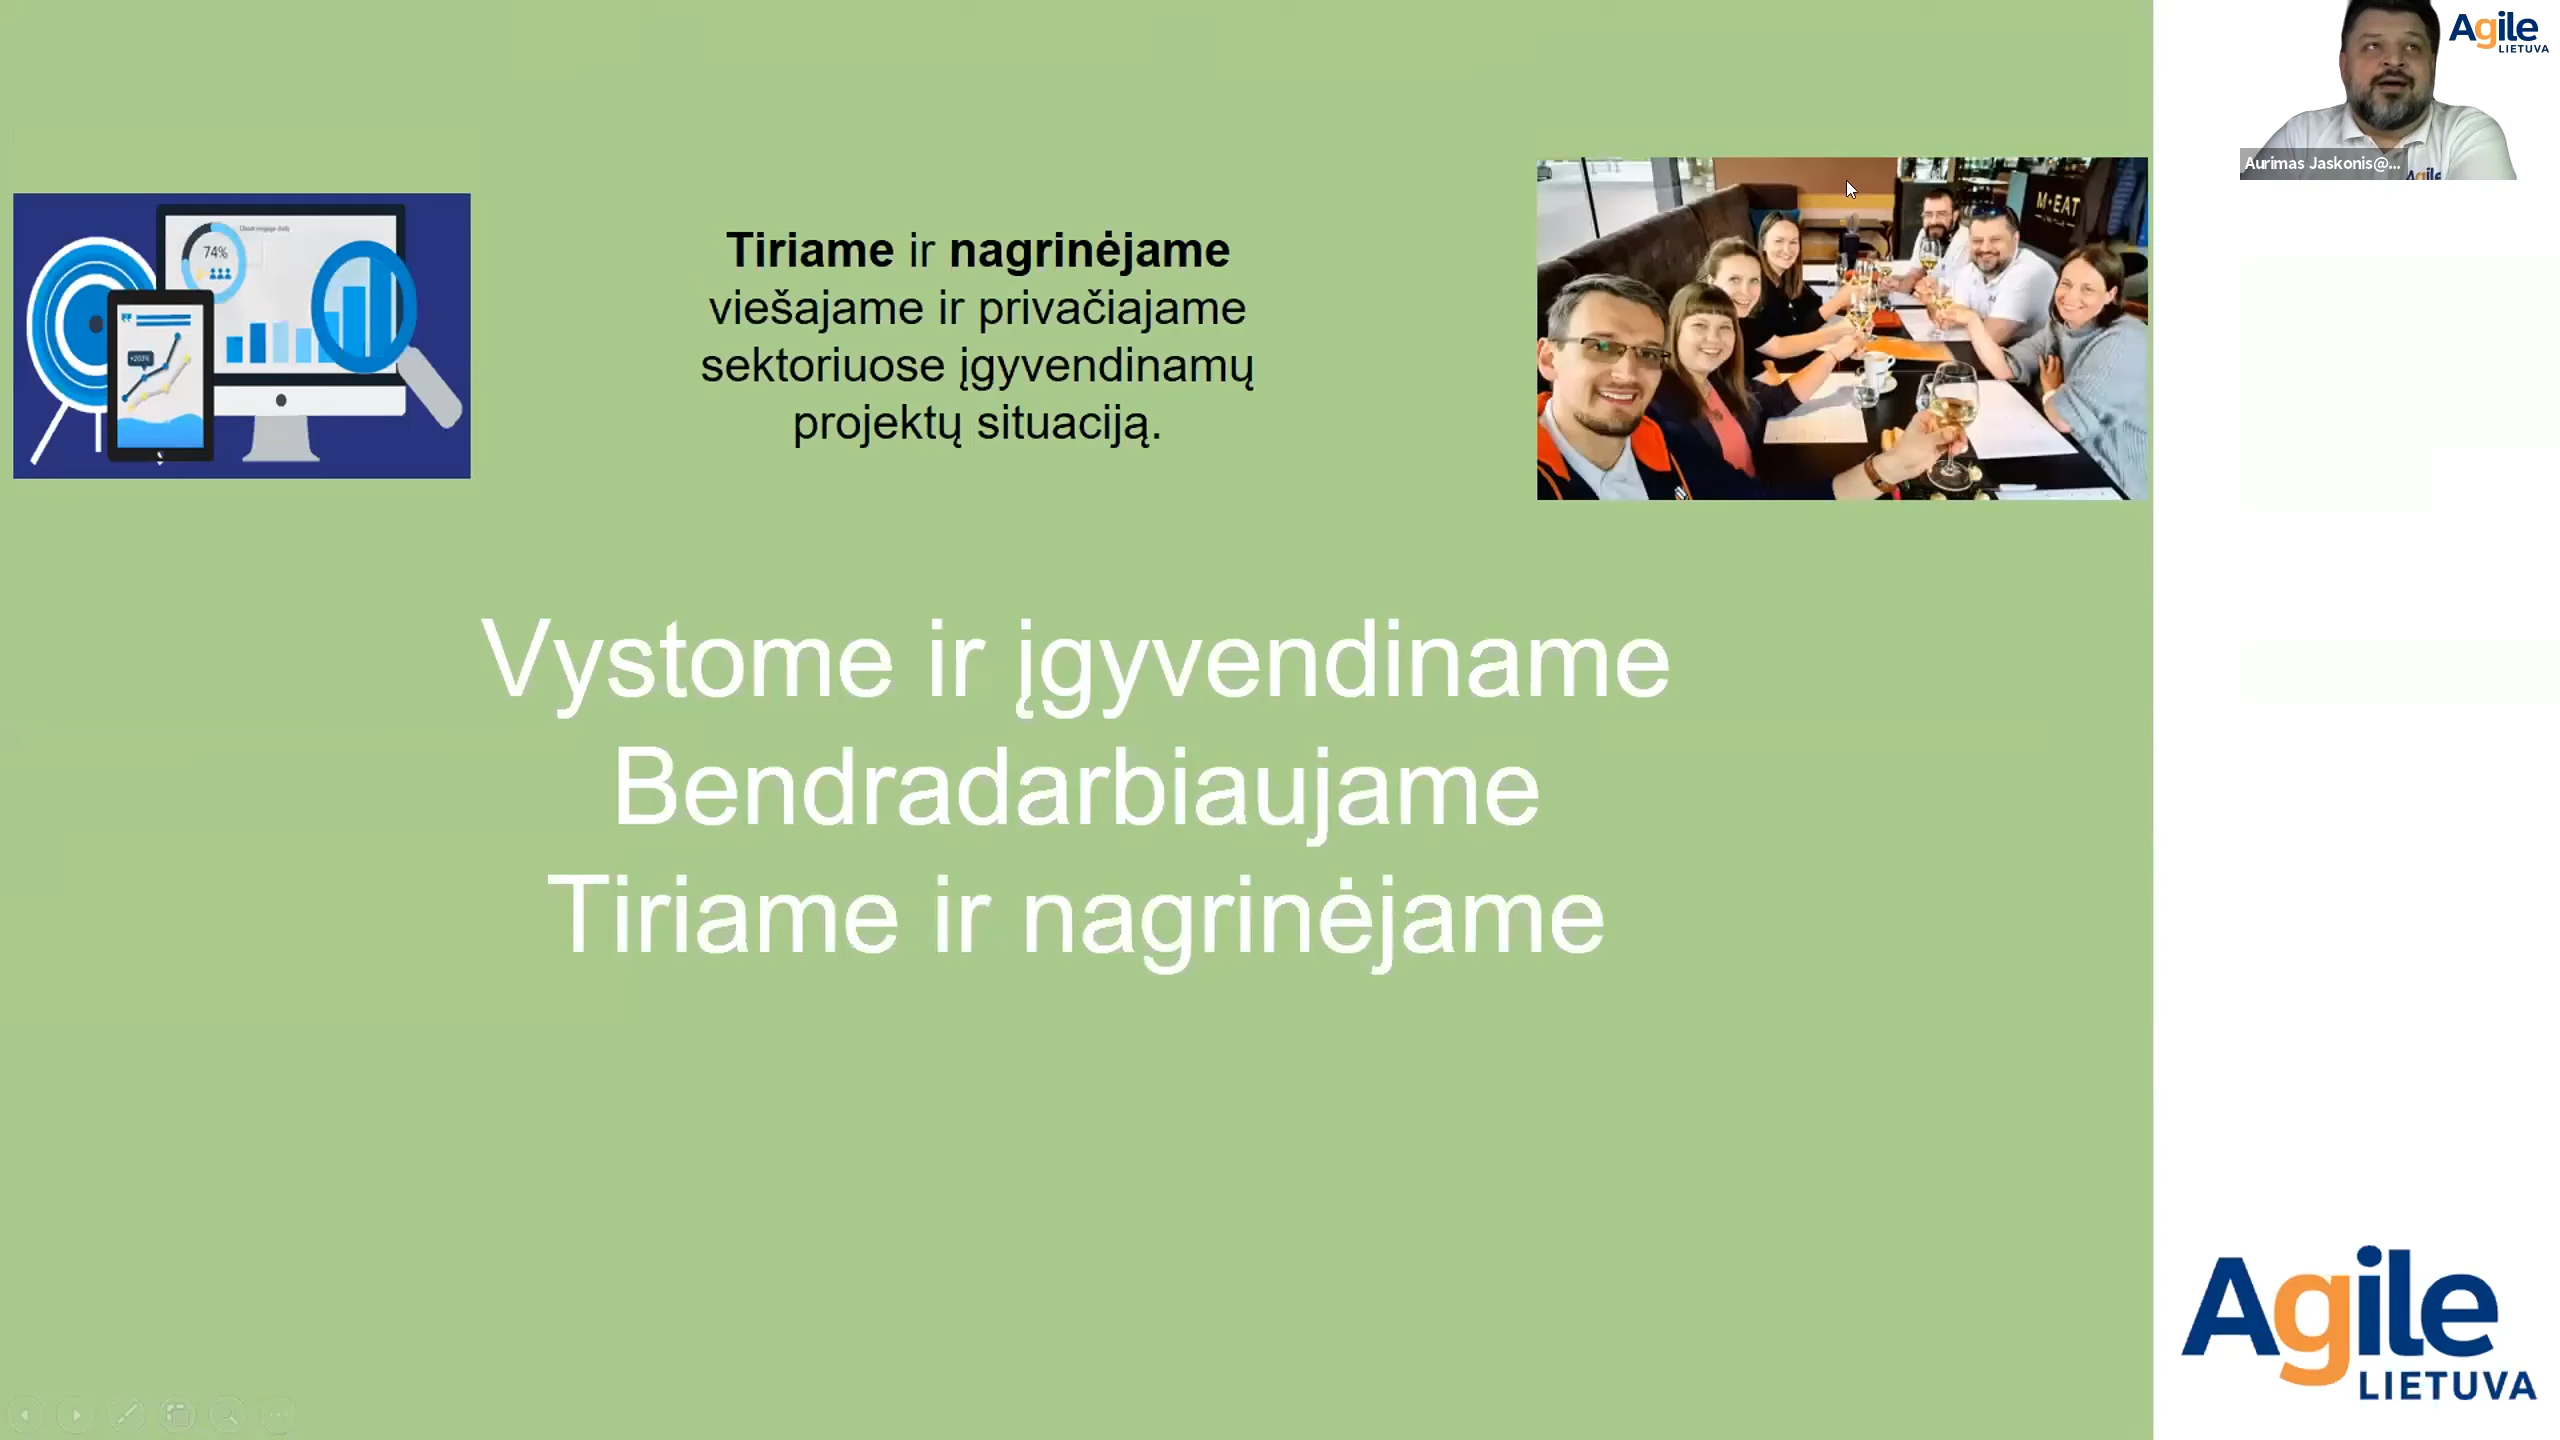 Tiriame ir nagrinėjame
viešajame ir privačiajame
sektoriuose įgyvendinamų
projektų situaciją.
Vystome ir įgyvendiname
Bendradarbiaujame
Tiriame ir nagrinėjame
74%
M•EAT
Agile
LIETUVA
Aurimas Jaskonis@...
Agile
Agile
LIETUVA